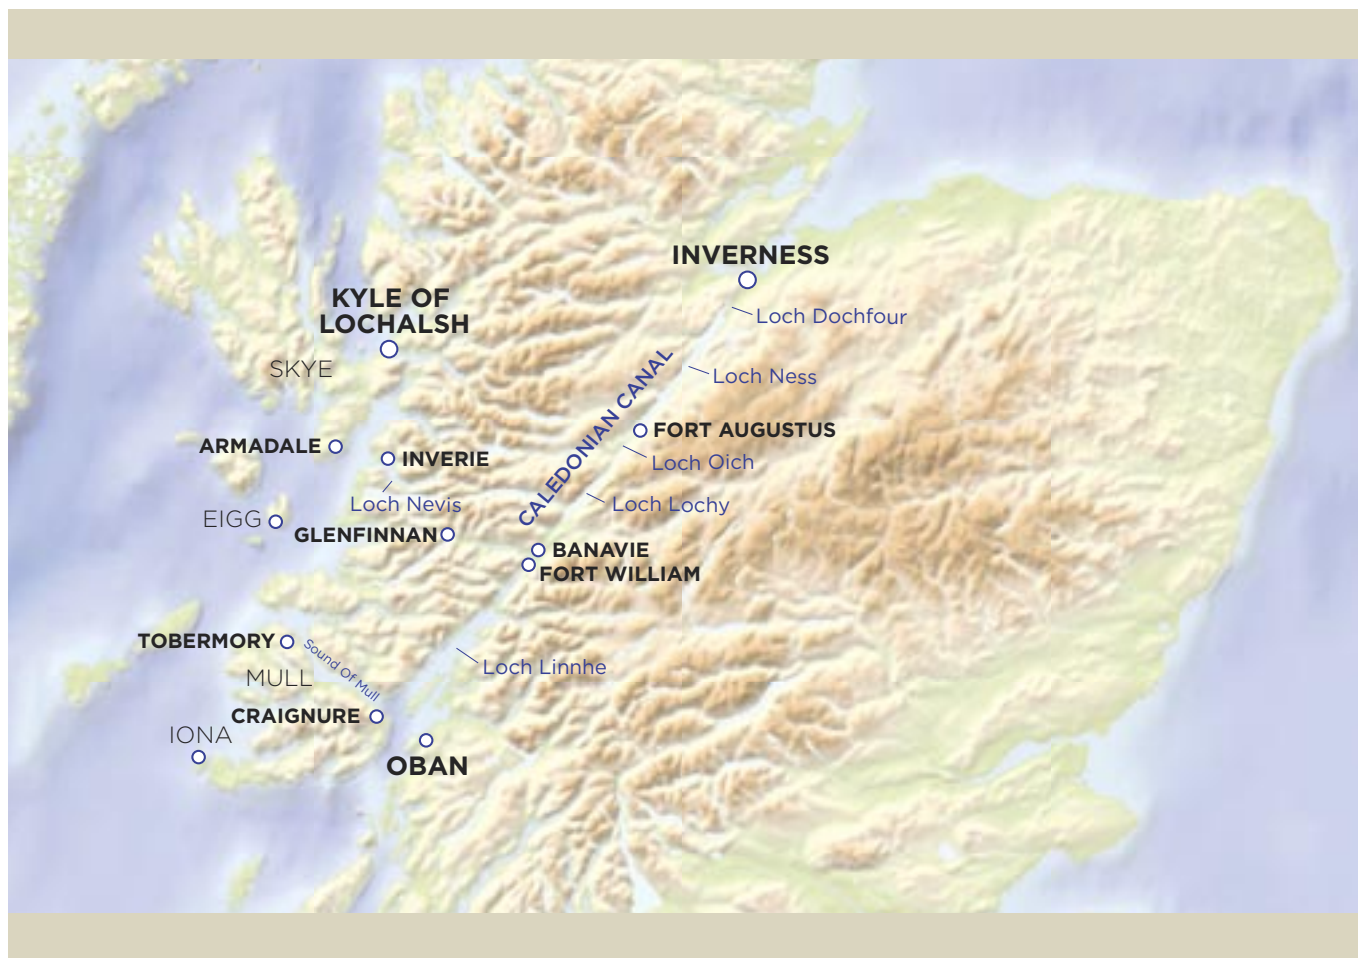 INVERNESS
KYLE OF
LOCHALSH
Loch Dochfour
SKYE
CALEDONIAN CANAL
Loch Ness
FORT AUGUSTUS
ARMADALE
INVERIE
Loch Oich
Loch Nevis
Loch Lochy
EIGG
GLENFINNAN
BANAVIE
FORT WILLIAM
TOBERMORY
Sound Of Mull
Loch Linnhe
MULL
CRAIGNURE
IONA
OBAN